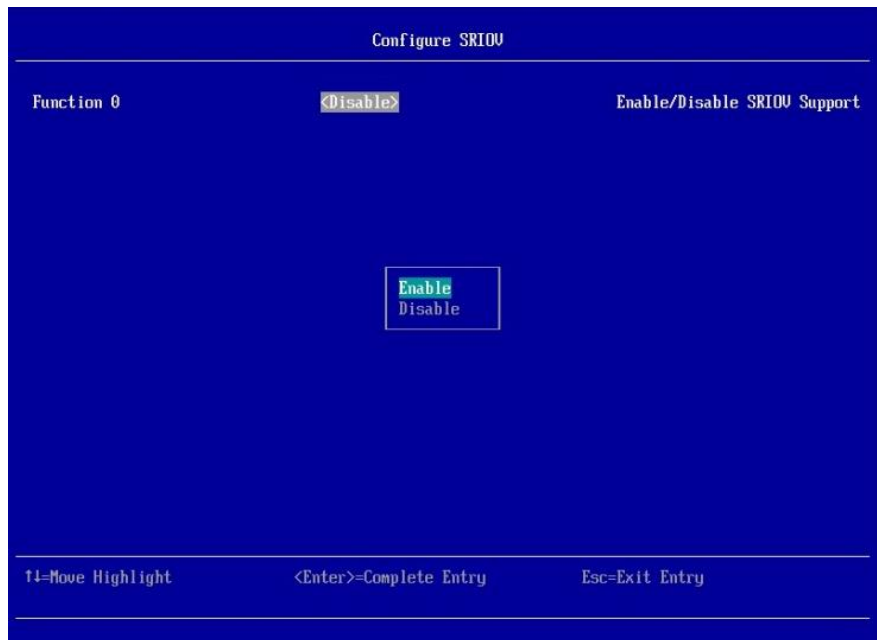 Configure SRIOV
Function 0 <Disable> Enable/Disable SRIOV Support
Enable
Disable
↑↓=Move Highlight <Enter>=Complete Entry Esc=Exit Entry